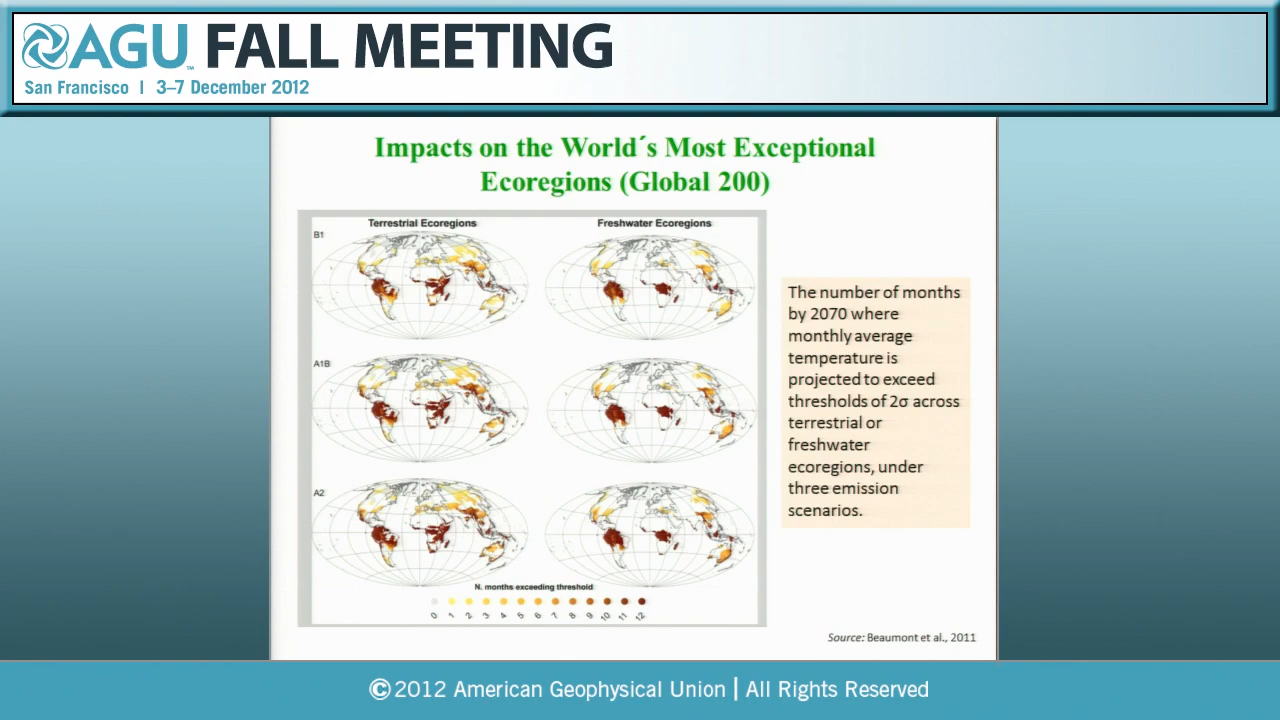 AGU™ FALL MEETING
San Francisco | 3–7 December 2012
Impacts on the World´s Most Exceptional
Ecoregions (Global 200)
Terrestrial Ecoregions
Freshwater Ecoregions
B1
A1B
A2
N. months exceeding threshold
0 1 2 3 4 5 6 7 8 9 10 11 12
The number of months
by 2070 where
monthly average
temperature is
projected to exceed
thresholds of 2σ across
terrestrial or
freshwater
ecoregions, under
three emission
scenarios.
Source: Beaumont et al., 2011
©2012 American Geophysical Union | All Rights Reserved